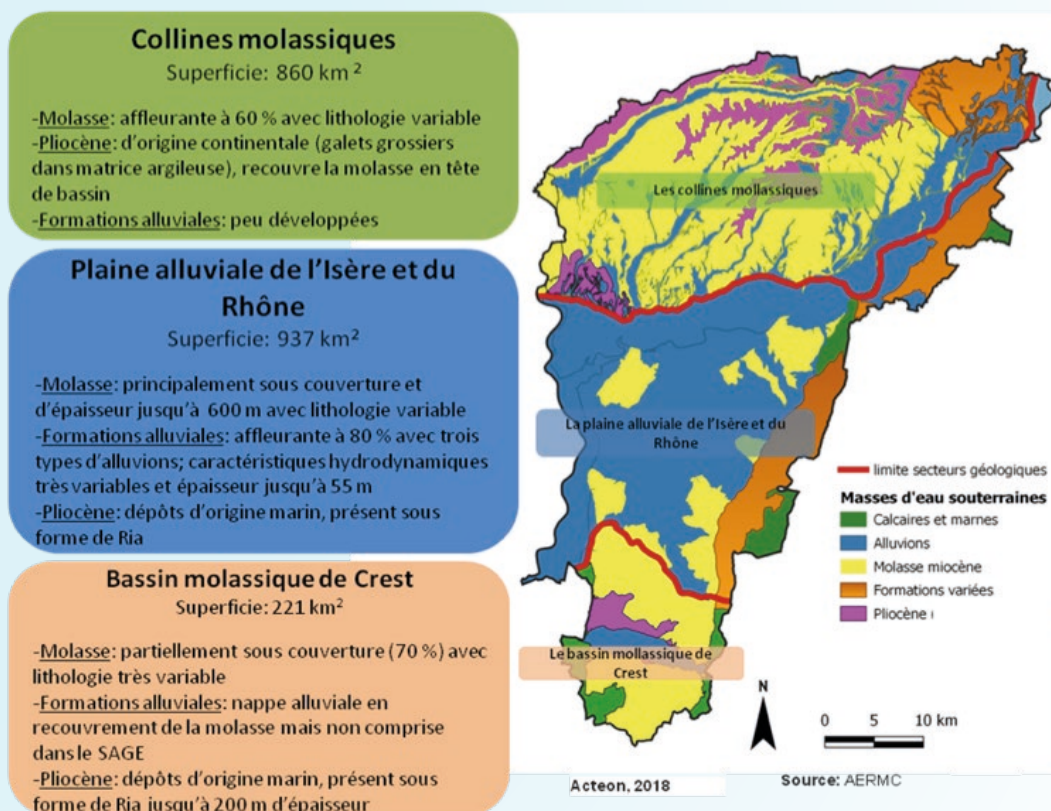 Collines molassiques
Superficie: 860 km²
-Molasse: affleurante à 60 % avec lithologie variable
-Pliocène: d'origine continentale (galets grossiers
dans matrice argileuse), recouvre la molasse en tête
de bassin
-Formations alluviales: peu développées
Plaine alluviale de l'Isère et du
Rhône
Superficie: 937 km²
-Molasse: principalement sous couverture et
d'épaisseur jusqu'à 600 m avec lithologie variable
-Formations alluviales: affleurante à 80 % avec trois
types d'alluvions; caractéristiques hydrodynamiques
très variables et épaisseur jusqu'à 55 m
-Pliocène: dépôts d'origine marin, présent sous
forme de Ria
Bassin molassique de Crest
Superficie: 221 km²
-Molasse: partiellement sous couverture (70 %) avec
lithologie très variable
-Formations alluviales: nappe alluviale en
recouvrement de la molasse mais non comprise
dans le SAGE
-Pliocène: dépôts d'origine marin, présent sous
forme de Ria jusqu'à 200 m d'épaisseur
Les collines mollassiques
La plaine alluviale de l'Isère et du
Rhône
Le bassin mollassique de
Crest
limite secteurs géologiques
Masses d'eau souterraines
Calcaires et marnes
Alluvions
Molasse miocène
Formations variées
Pliocène
N
0 5 10 km
Acteon, 2018
Source: AERMC